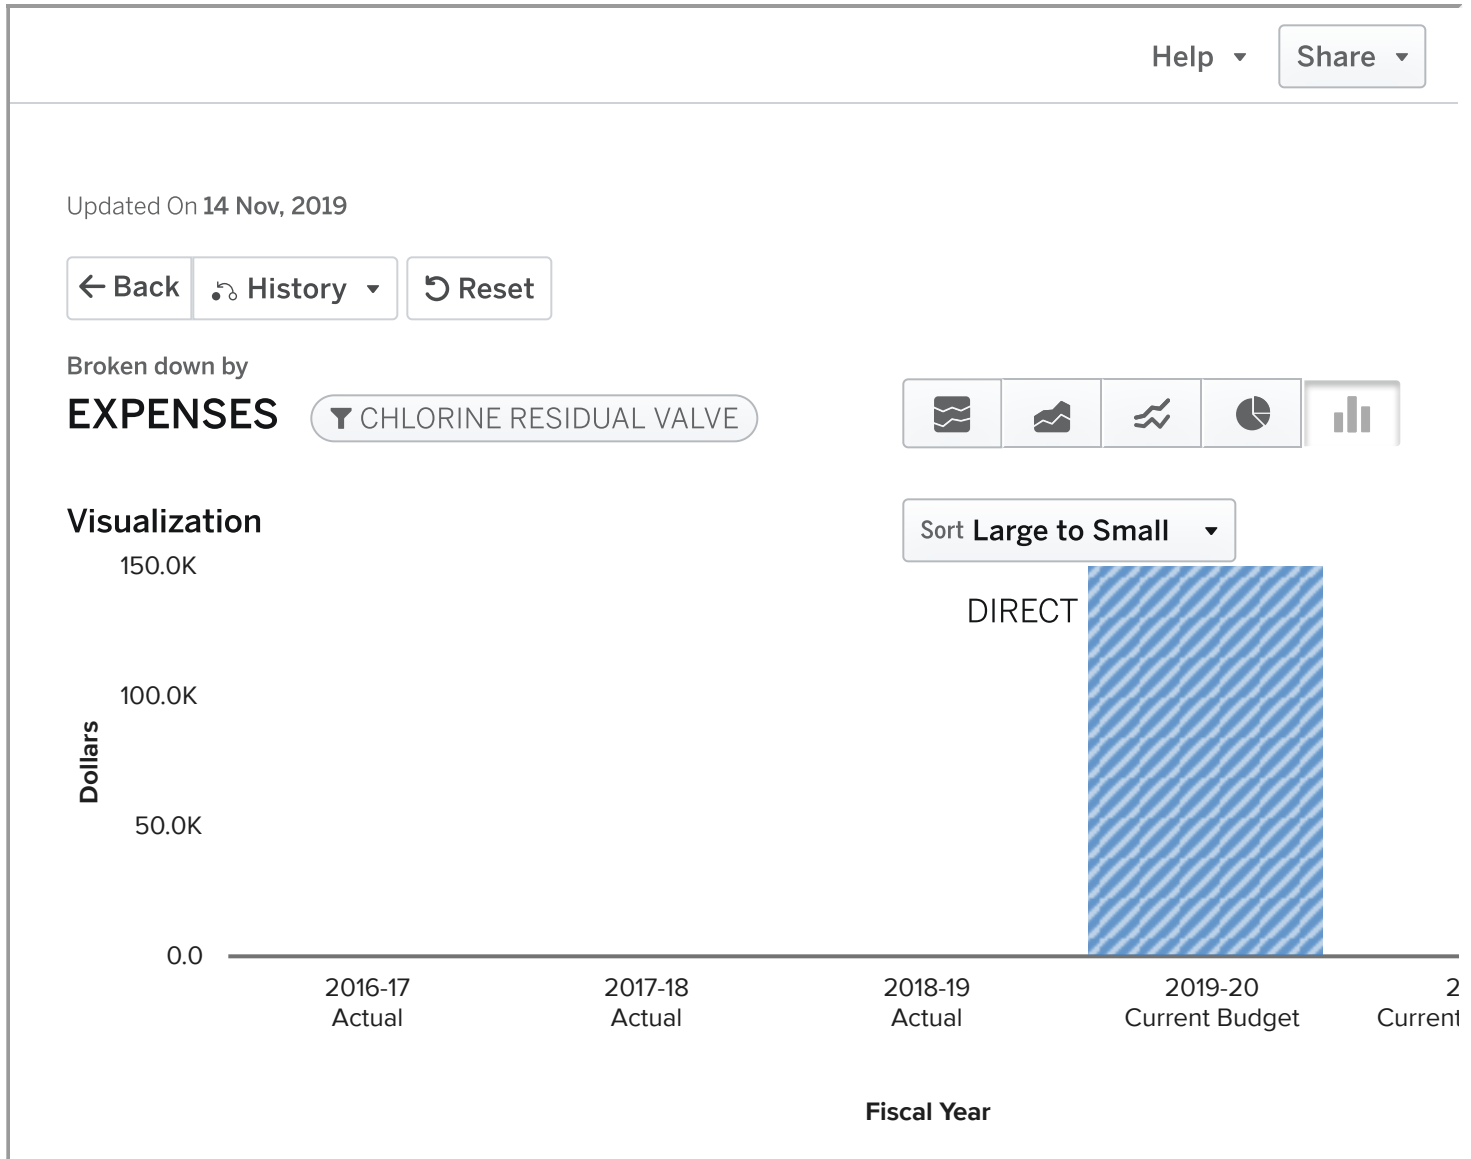 Help
Share
Updated On 14 Nov, 2019
Back
History
Reset
Broken down by
EXPENSES
CHLORINE RESIDUAL VALVE
Visualization
Sort Large to Small
150.0K
DIRECT
100.0K
Dollars
50.0K
0.0
2016-17
Actual
2017-18
Actual
2018-19
Actual
2019-20
Current Budget
2
Current
Fiscal Year